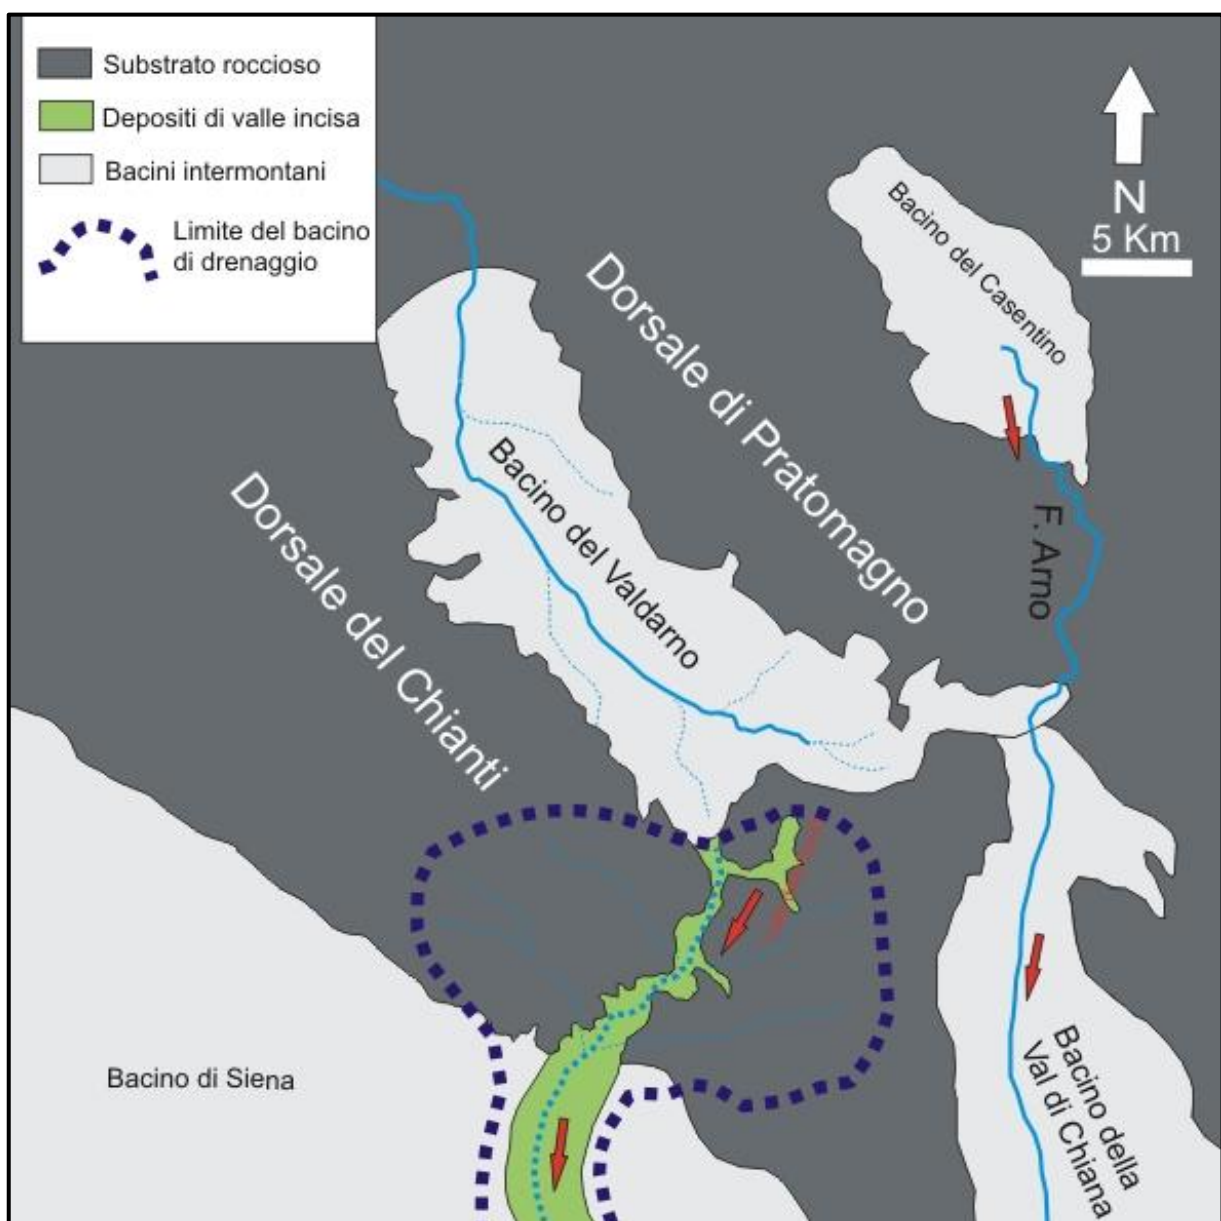 Substrato roccioso
Depositi di valle incisa
Bacini intermontani
Limite del bacino
di drenaggio
N
5 Km
Bacino del Casentino
Dorsale di Pratomagno
Bacino del Valdarno
Dorsale del Chianti
F. Arno
Bacino di Siena
Bacino della
Val di Chiana